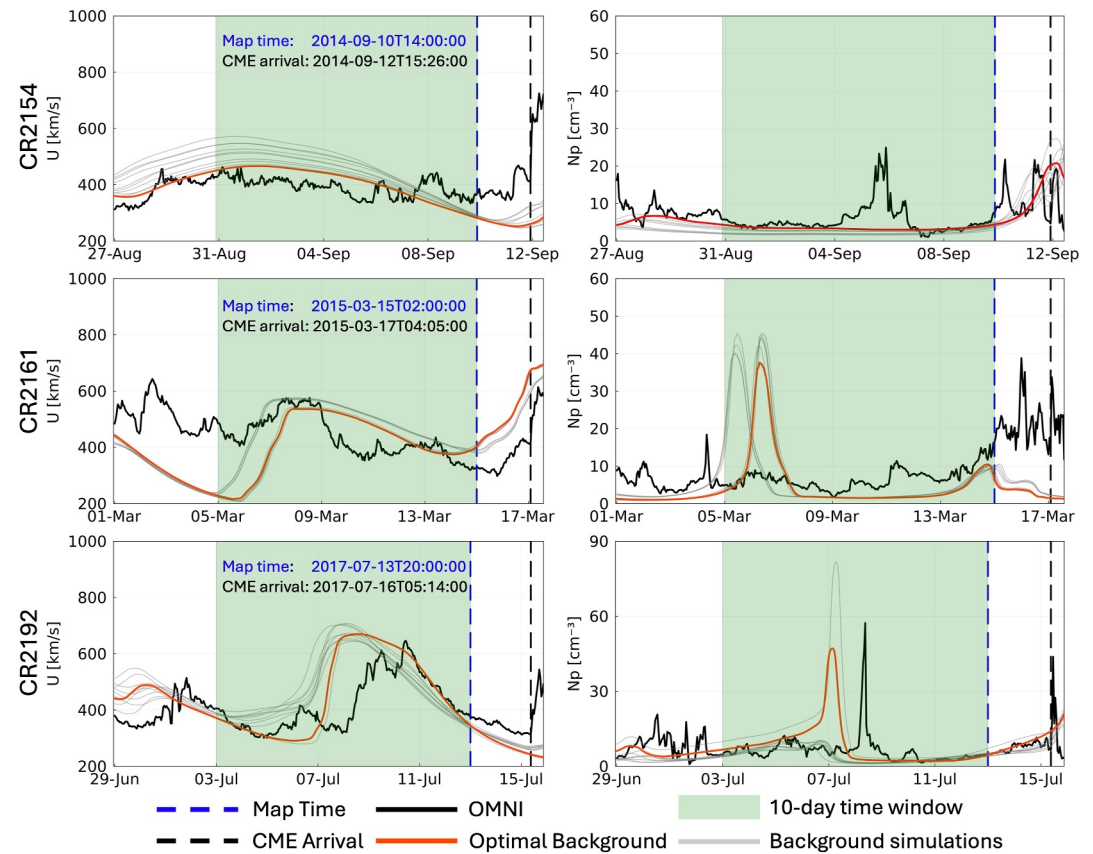 CR2154
U [km/s]
1000
800
600
400
200
Map time: 2014-09-10T14:00:00
CME arrival: 2014-09-12T15:26:00
27-Aug 31-Aug 04-Sep 08-Sep 12-Sep
Np [cm⁻³]
60
50
40
30
20
10
0
27-Aug 31-Aug 04-Sep 08-Sep 12-Sep
CR2161
U [km/s]
1000
800
600
400
200
Map time: 2015-03-15T02:00:00
CME arrival: 2015-03-17T04:05:00
01-Mar 05-Mar 09-Mar 13-Mar 17-Mar
Np [cm⁻³]
60
50
40
30
20
10
0
01-Mar 05-Mar 09-Mar 13-Mar 17-Mar
CR2192
U [km/s]
1000
800
600
400
200
Map time: 2017-07-13T20:00:00
CME arrival: 2017-07-16T05:14:00
29-Jun 03-Jul 07-Jul 11-Jul 15-Jul
Np [cm⁻³]
90
60
30
0
29-Jun 03-Jul 07-Jul 11-Jul 15-Jul
Map Time OMNI 10-day time window
CME Arrival Optimal Background Background simulations